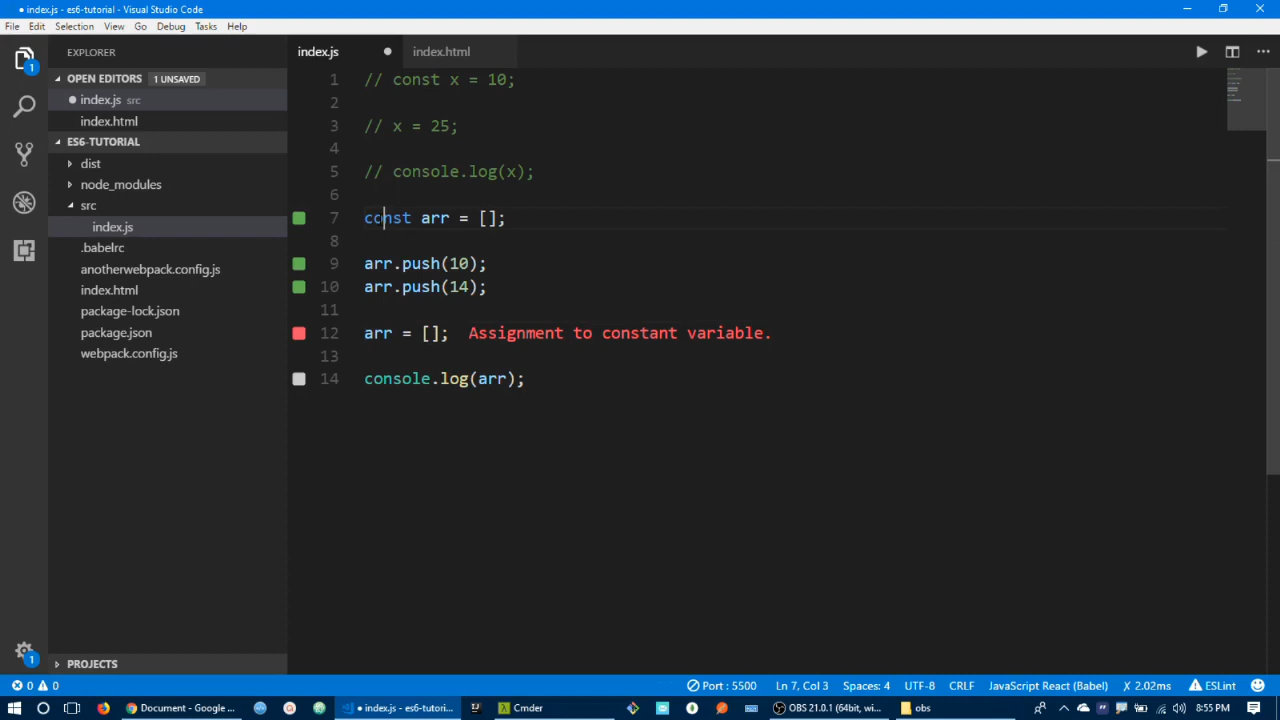 ● index.js - es6-tutorial - Visual Studio Code
File Edit Selection View Go Debug Tasks Help
EXPLORER
index.js ●
index.html
1
OPEN EDITORS 1 UNSAVED
● index.js src
index.html
ES6-TUTORIAL
dist
node_modules
src
index.js
.babelrc
anotherwebpack.config.js
index.html
package-lock.json
package.json
webpack.config.js
PROJECTS
1
1 // const x = 10;
2
3 // x = 25;
4
5 // console.log(x);
6
7 const arr = [];
8
9 arr.push(10);
10 arr.push(14);
11
12 arr = []; Assignment to constant variable.
13
14 console.log(arr);
0 0 Port : 5500 Ln 7, Col 3 Spaces: 4 UTF-8 CRLF JavaScript React (Babel) X 2.02ms ESLint
Document - Google ... ● index.js - es6-tutori... Cmder OBS 21.0.1 (64bit, wi... obs 8:55 PM